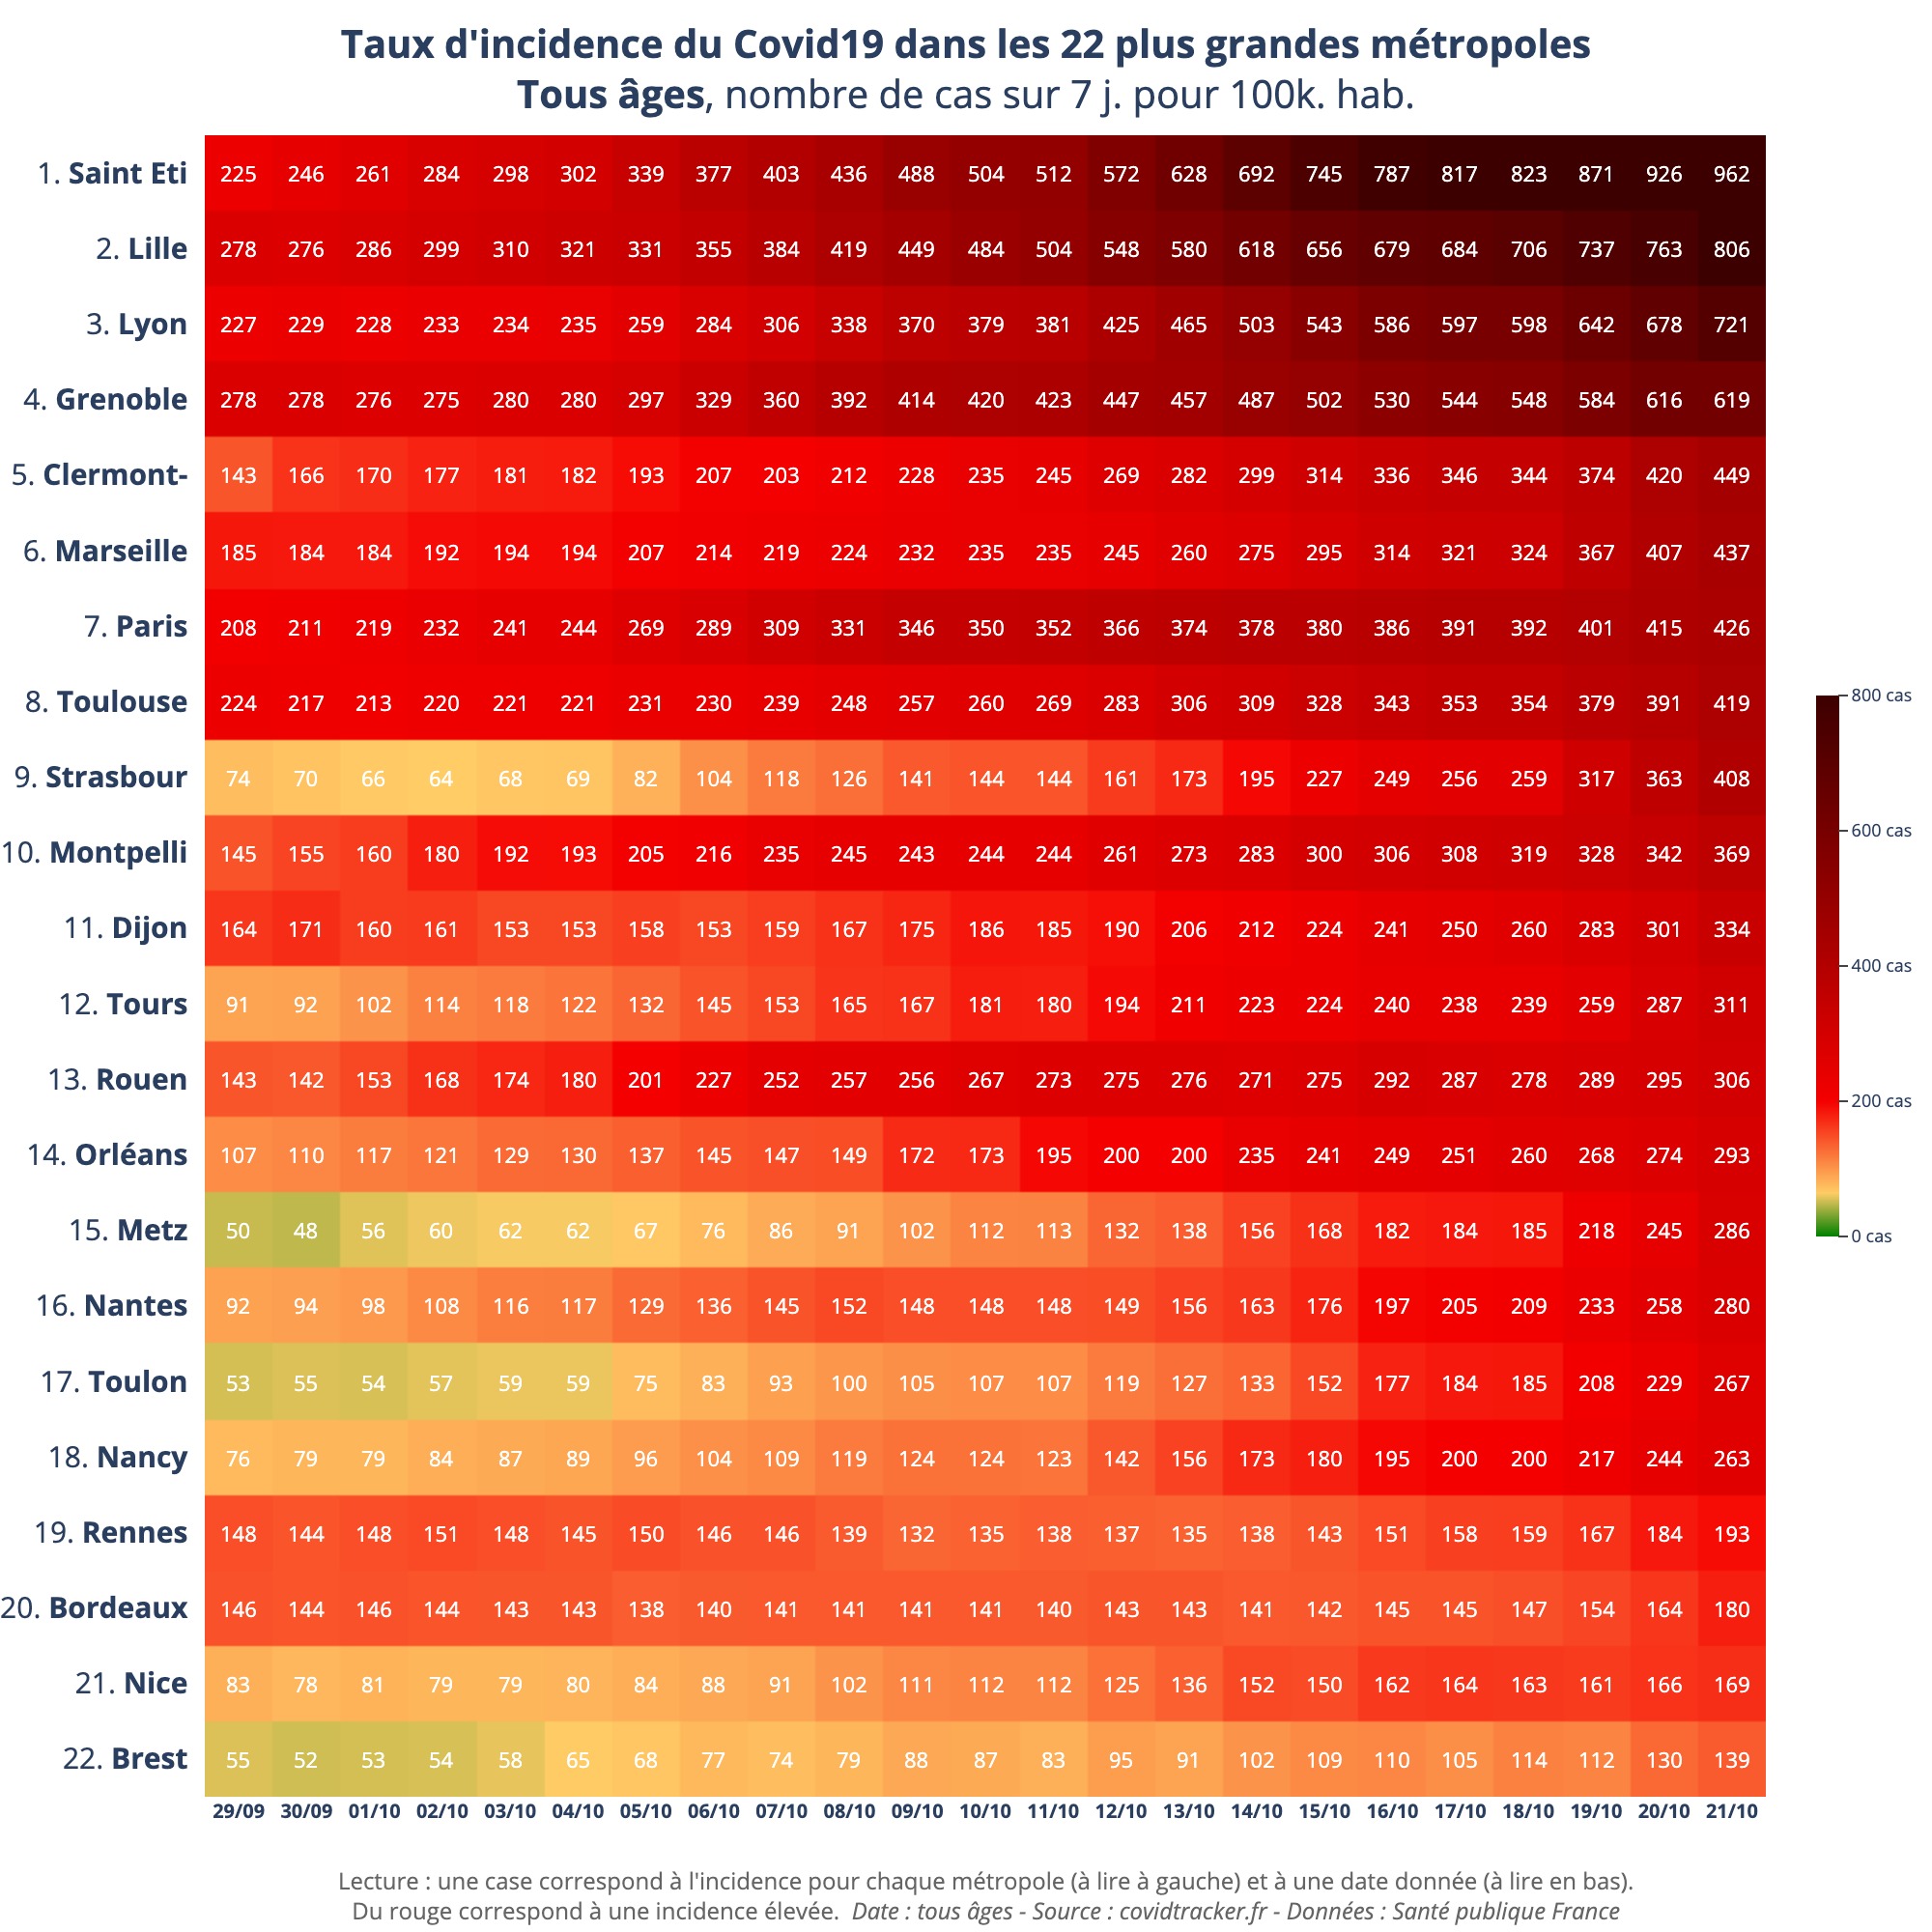 Taux d'incidence du Covid19 dans les 22 plus grandes métropoles
Tous âges, nombre de cas sur 7 j. pour 100k. hab.
1. Saint Eti 225 246 261 284 298 302 339 377 403 436 488 504 512 572 628 692 745 787 817 823 871 926 962
2. Lille 278 276 286 299 310 321 331 355 384 419 449 484 504 548 580 618 656 679 684 706 737 763 806
3. Lyon 227 229 228 233 234 235 259 284 306 338 370 379 381 425 465 503 543 586 597 598 642 678 721
4. Grenoble 278 278 276 275 280 280 297 329 360 392 414 420 423 447 457 487 502 530 544 548 584 616 619
5. Clermont- 143 166 170 177 181 182 193 207 203 212 228 235 245 269 282 299 314 336 346 344 374 420 449
6. Marseille 185 184 184 192 194 194 207 214 219 224 232 235 235 245 260 275 295 314 321 324 367 407 437
7. Paris 208 211 219 232 241 244 269 289 309 331 346 350 352 366 374 378 380 386 391 392 401 415 426
8. Toulouse 224 217 213 220 221 221 231 230 239 248 257 260 269 283 306 309 328 343 353 354 379 391 419
800 cas
9. Strasbour 74 70 66 64 68 69 82 104 118 126 141 144 144 161 173 195 227 249 256 259 317 363 408
600 cas
10. Montpelli 145 155 160 180 192 193 205 216 235 245 243 244 244 261 273 283 300 306 308 319 328 342 369
11. Dijon 164 171 160 161 153 153 158 153 159 167 175 186 185 190 206 212 224 241 250 260 283 301 334
400 cas
12. Tours 91 92 102 114 118 122 132 145 153 165 167 181 180 194 211 223 224 240 238 239 259 287 311
13. Rouen 143 142 153 168 174 180 201 227 252 257 256 267 273 275 276 271 275 292 287 278 289 295 306
200 cas
14. Orléans 107 110 117 121 129 130 137 145 147 149 172 173 195 200 200 235 241 249 251 260 268 274 293
15. Metz 50 48 56 60 62 62 67 76 86 91 102 112 113 132 138 156 168 182 184 185 218 245 286
0 cas
16. Nantes 92 94 98 108 116 117 129 136 145 152 148 148 148 149 156 163 176 197 205 209 233 258 280
17. Toulon 53 55 54 57 59 59 75 83 93 100 105 107 107 119 127 133 152 177 184 185 208 229 267
18. Nancy 76 79 79 84 87 89 96 104 109 119 124 124 123 142 156 173 180 195 200 200 217 244 263
19. Rennes 148 144 148 151 148 145 150 146 146 139 132 135 138 137 135 138 143 151 158 159 167 184 193
20. Bordeaux 146 144 146 144 143 143 138 140 141 141 141 141 140 143 143 141 142 145 145 147 154 164 180
21. Nice 83 78 81 79 79 80 84 88 91 102 111 112 112 125 136 152 150 162 164 163 161 166 169
22. Brest 55 52 53 54 58 65 68 77 74 79 88 87 83 95 91 102 109 110 105 114 112 130 139
29/09 30/09 01/10 02/10 03/10 04/10 05/10 06/10 07/10 08/10 09/10 10/10 11/10 12/10 13/10 14/10 15/10 16/10 17/10 18/10 19/10 20/10 21/10
Lecture : une case correspond à l'incidence pour chaque métropole (à lire à gauche) et à une date donnée (à lire en bas).
Du rouge correspond à une incidence élevée. Date : tous âges - Source : covidtracker.fr - Données : Santé publique France